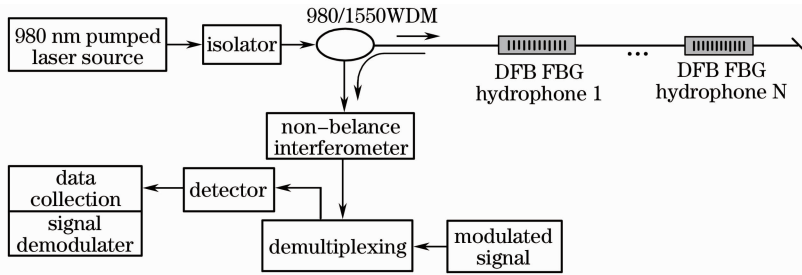 980/1550WDM
980 nm pumped
laser source
isolator
DFB FBG
hydrophone 1
...
DFB FBG
hydrophone N
non-belance
interferometer
data
collection
signal
demodulater
detector
demultiplexing
modulated
signal